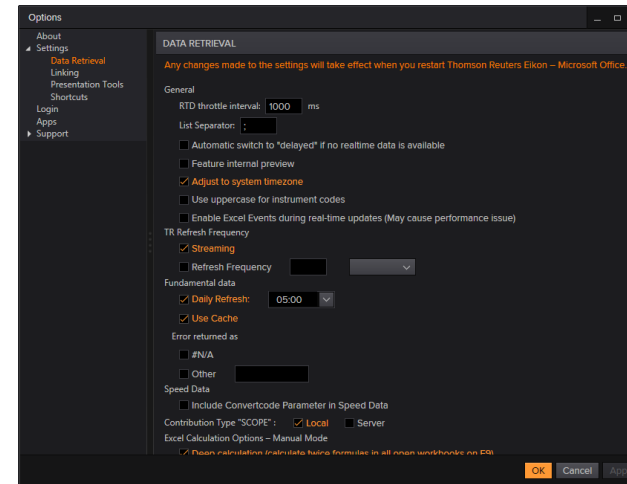 Options
About
Settings
Data Retrieval
Linking
Presentation Tools
Shortcuts
Login
Apps
Support
DATA RETRIEVAL
Any changes made to the settings will take effect when you restart Thomson Reuters Eikon – Microsoft Office.
General
RTD throttle interval: 1000 ms
List Separator: ;
Automatic switch to "delayed" if no realtime data is available
Feature internal preview
Adjust to system timezone
Use uppercase for instrument codes
Enable Excel Events during real-time updates (May cause performance issue)
TR Refresh Frequency
Streaming
Refresh Frequency
Fundamental data
Daily Refresh: 05:00
Use Cache
Error returned as
#N/A
Other
Speed Data
Include Convertcode Parameter in Speed Data
Contribution Type "SCOPE" : Local Server
Excel Calculation Options – Manual Mode
Deep calculation (calculate twice formulas in all open workbooks on F9)
OK Cancel App